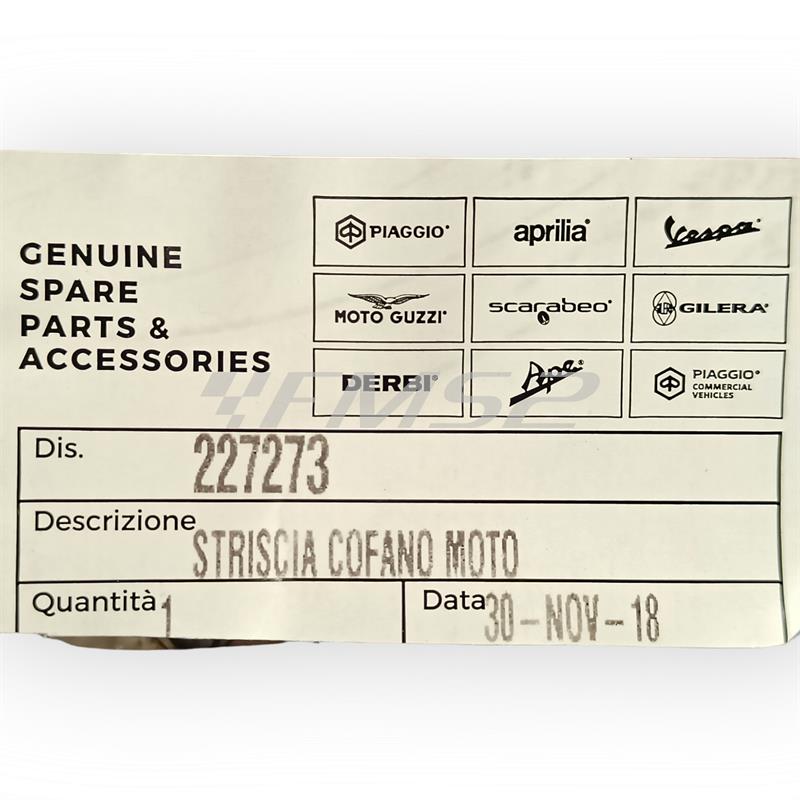 GENUINE
SPARE
PARTS &
ACCESSORIES
PIAGGIO® aprilia® Vespa®
MOTO GUZZI® scarabeo® GILERA®
DERBI® Ape® PIAGGIO®
COMMERCIAL
VEHICLES
FMS2
Dis. 227273
Descrizione STRISCIA COFANO MOTO
Quantità 1 Data 30-NOV-18